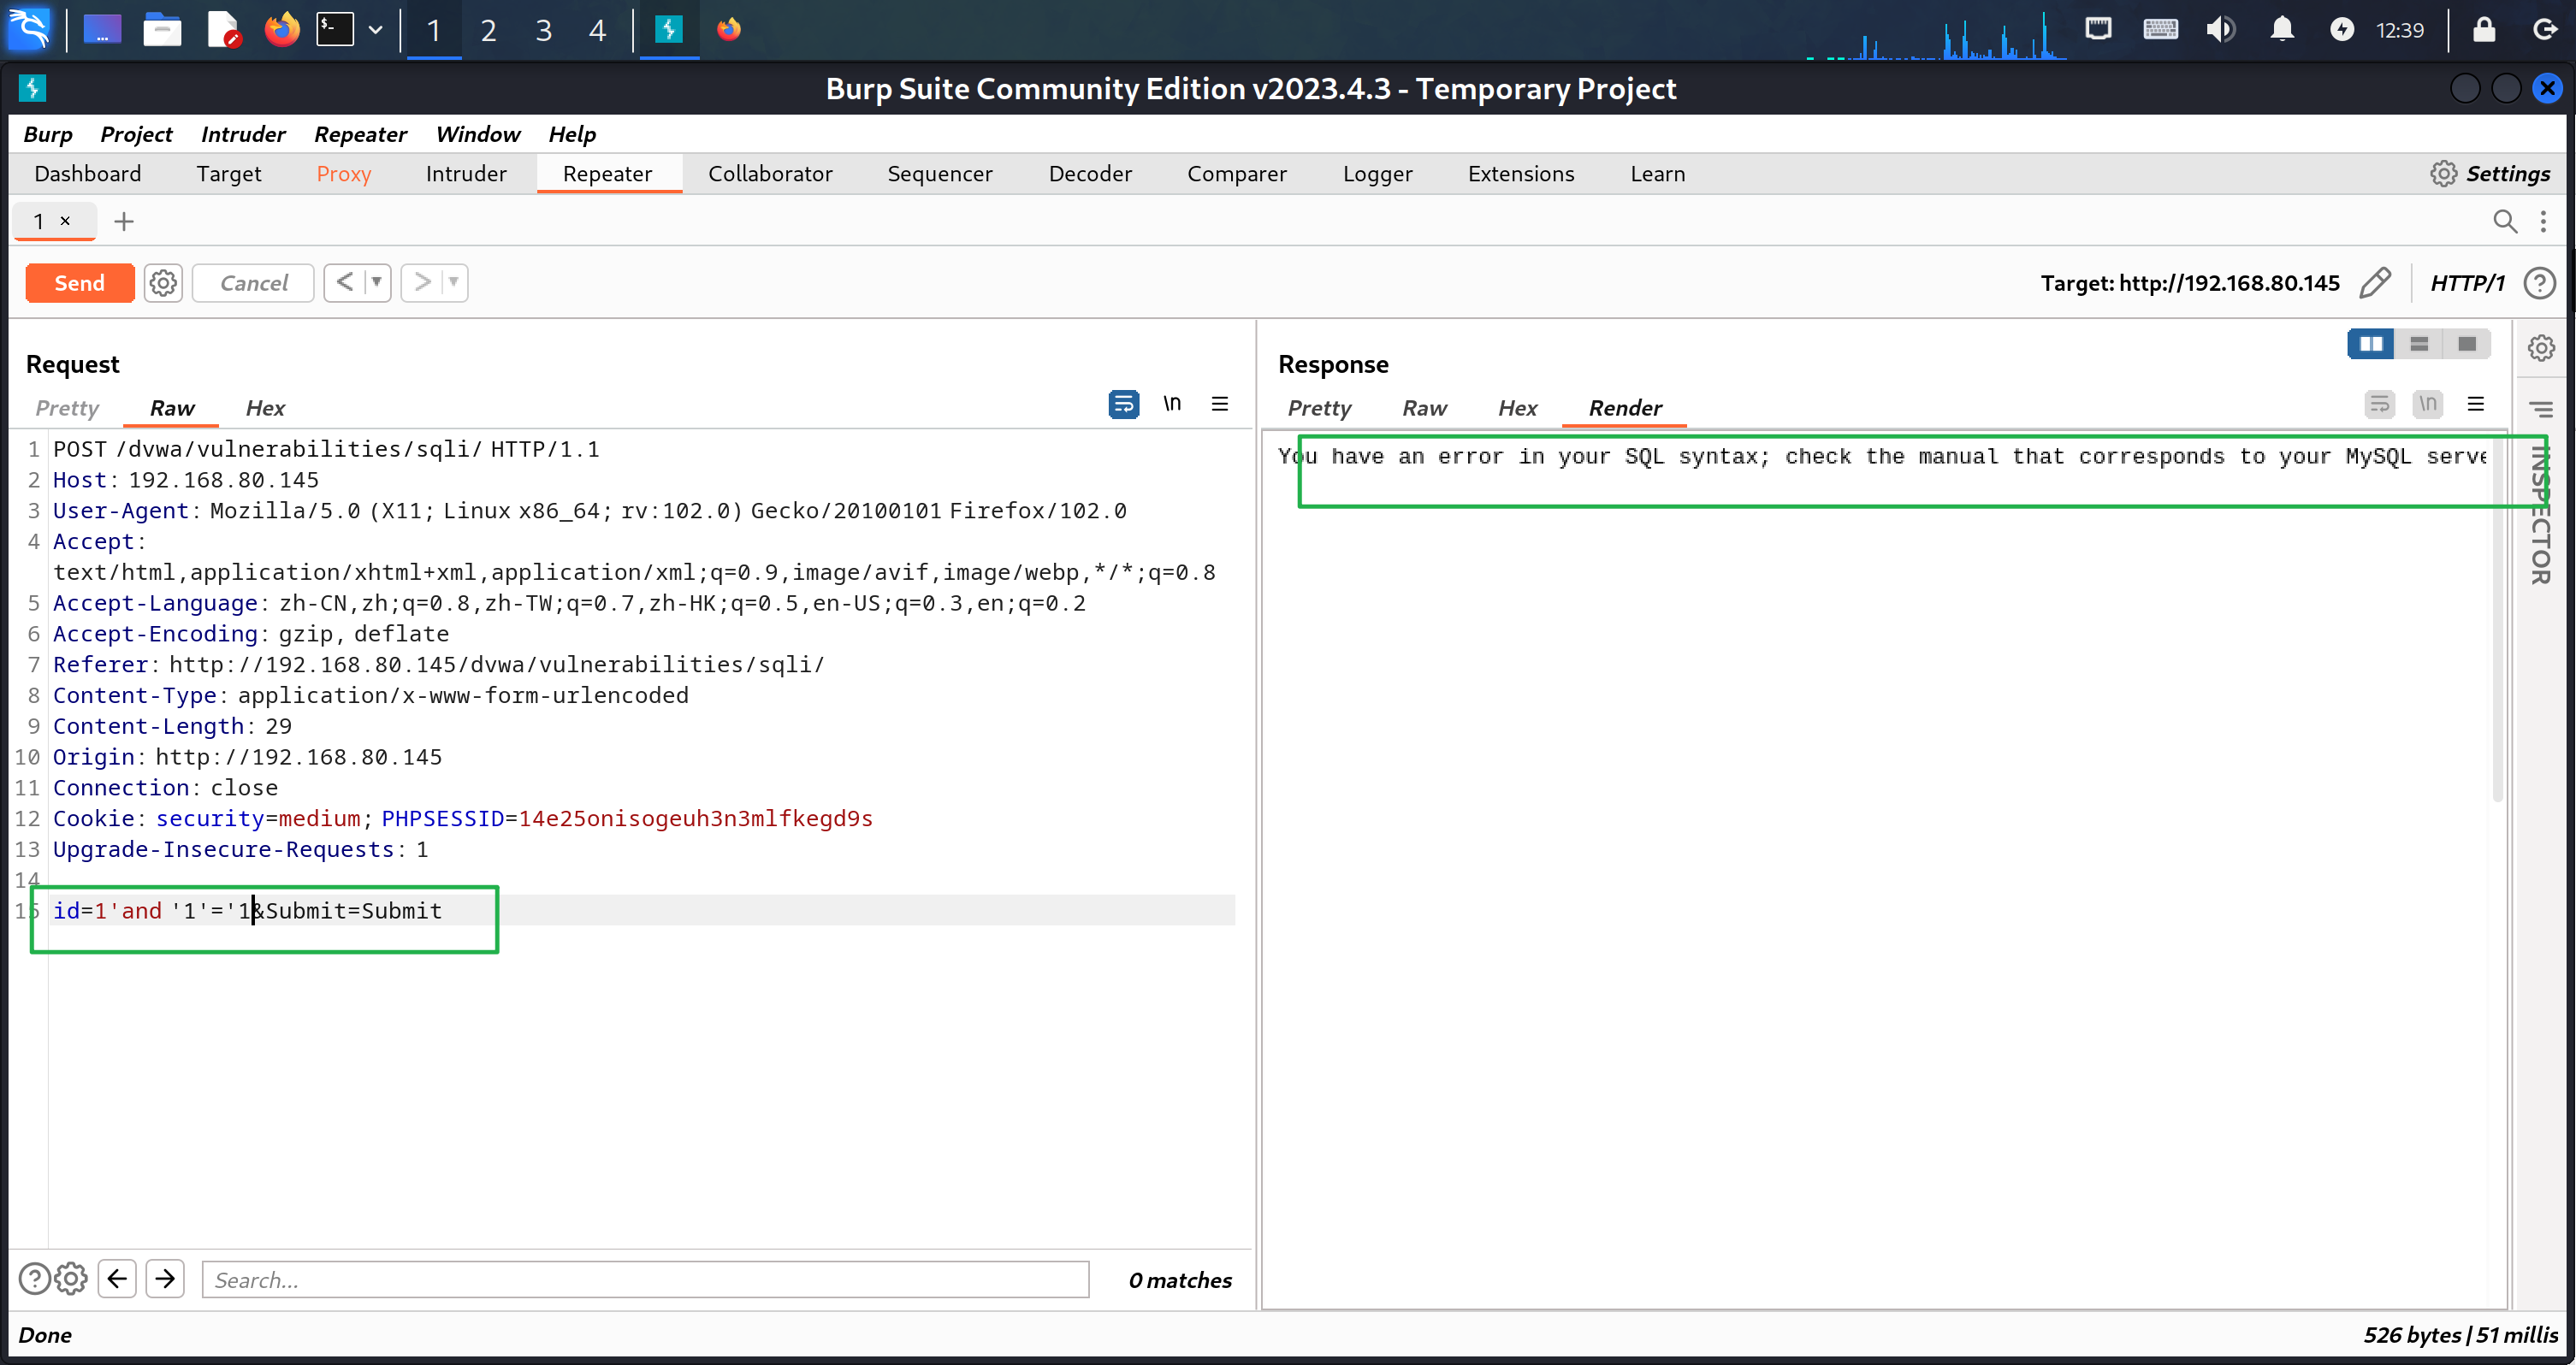 1 2 3 4 12:39
Burp Suite Community Edition v2023.4.3 - Temporary Project
Burp Project Intruder Repeater Window Help
Dashboard Target Proxy Intruder Repeater Collaborator Sequencer Decoder Comparer Logger Extensions Learn Settings
1 × +
Send Cancel < > Target: http://192.168.80.145 HTTP/1 ?
Request
Pretty Raw Hex \n
1 POST /dvwa/vulnerabilities/sqli/ HTTP/1.1
2 Host: 192.168.80.145
3 User-Agent: Mozilla/5.0 (X11; Linux x86_64; rv:102.0) Gecko/20100101 Firefox/102.0
4 Accept:
text/html,application/xhtml+xml,application/xml;q=0.9,image/avif,image/webp,*/*;q=0.8
5 Accept-Language: zh-CN,zh;q=0.8,zh-TW;q=0.7,zh-HK;q=0.5,en-US;q=0.3,en;q=0.2
6 Accept-Encoding: gzip, deflate
7 Referer: http://192.168.80.145/dvwa/vulnerabilities/sqli/
8 Content-Type: application/x-www-form-urlencoded
9 Content-Length: 29
10 Origin: http://192.168.80.145
11 Connection: close
12 Cookie: security=medium; PHPSESSID=14e25onisogeuh3n3mlfkegd9s
13 Upgrade-Insecure-Requests: 1
14
15 id=1'and '1'='1&Submit=Submit
Search... 0 matches
Response
Pretty Raw Hex Render \n
You have an error in your SQL syntax; check the manual that corresponds to your MySQL serve
INSPECTOR
Done 526 bytes | 51 millis